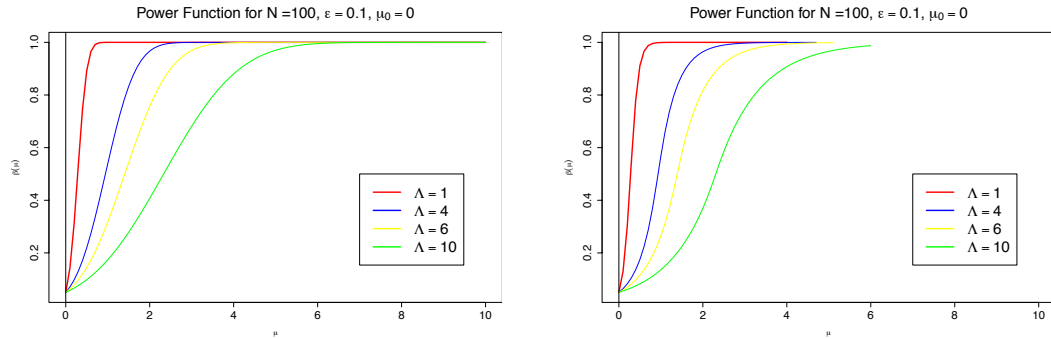 Power Function for N =100, ε = 0.1, μ₀ = 0
β(μ)
1.0
0.8
0.6
0.4
0.2
Λ = 1
Λ = 4
Λ = 6
Λ = 10
0 2 4 6 8 10
μ
Power Function for N =100, ε = 0.1, μ₀ = 0
β(μ)
1.0
0.8
0.6
0.4
0.2
Λ = 1
Λ = 4
Λ = 6
Λ = 10
0 2 4 6 8 10
μ